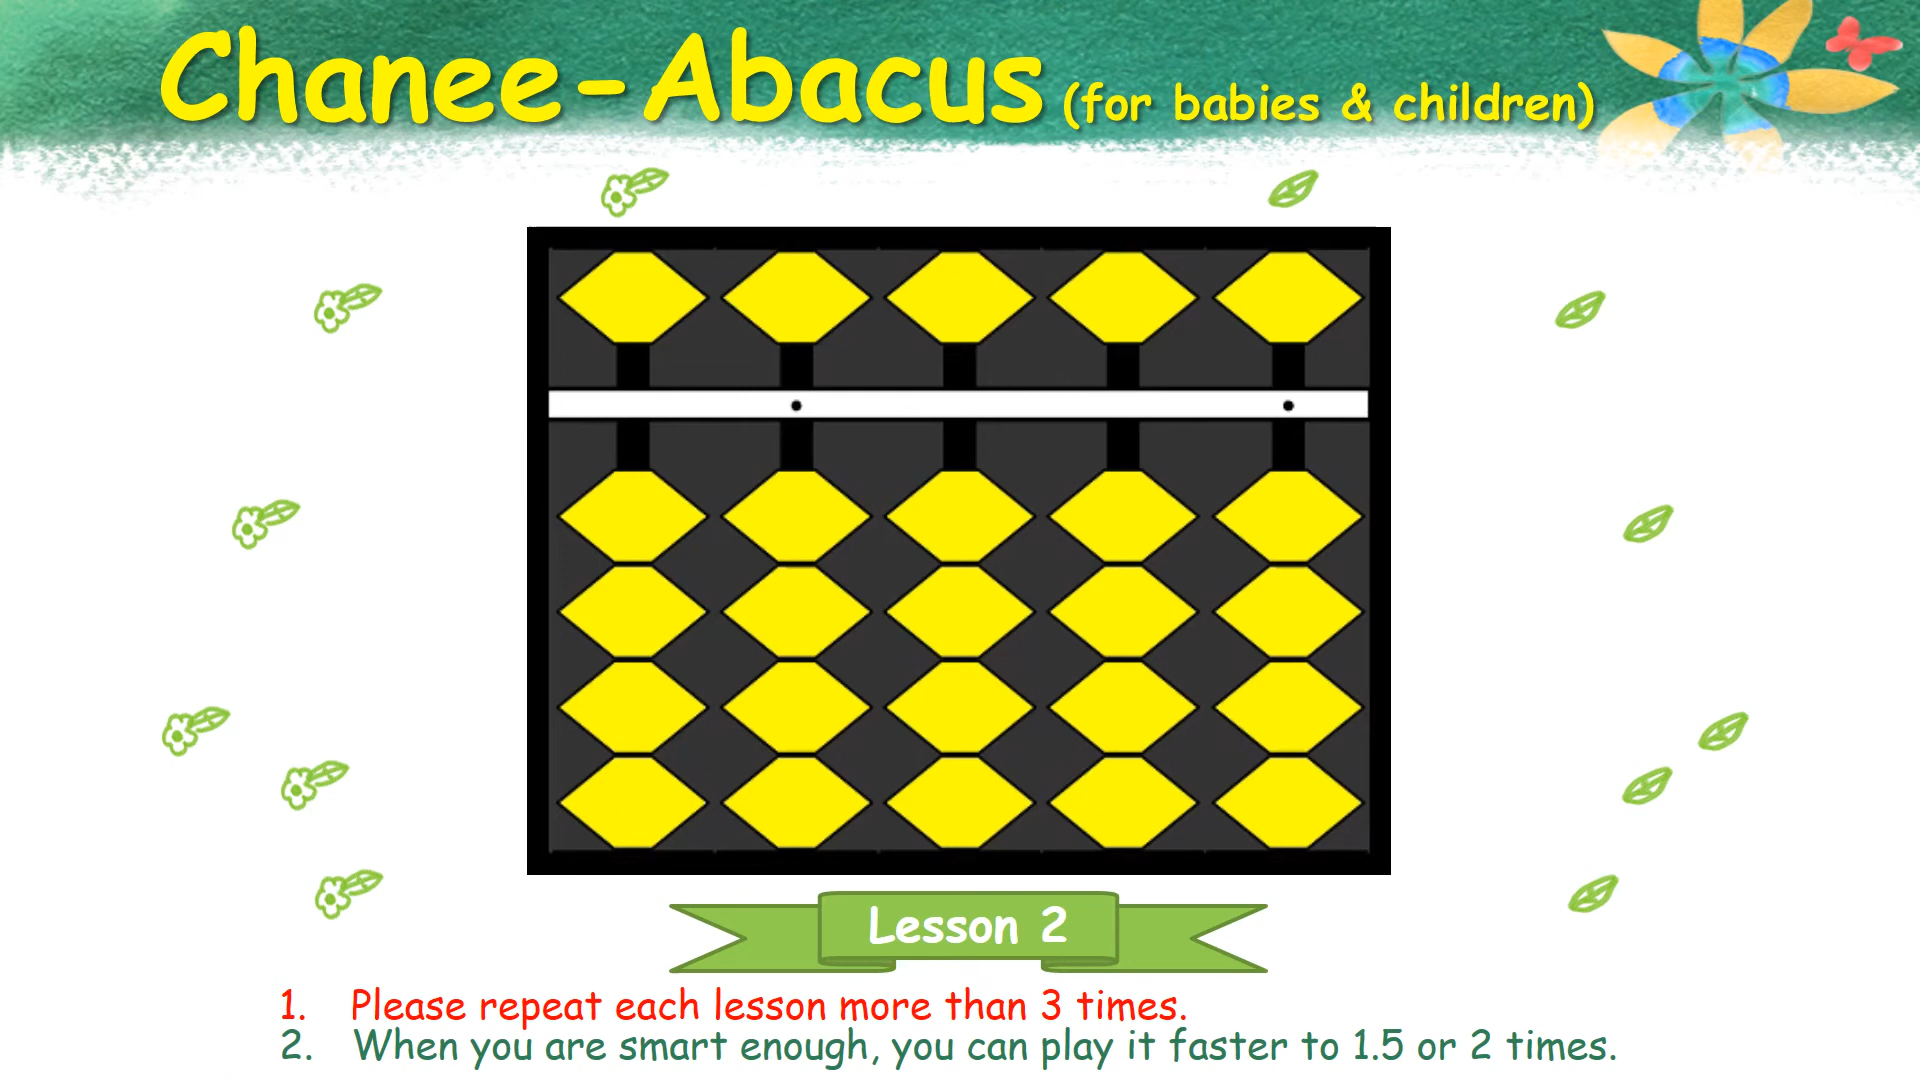 Chanee-Abacus (for babies & children)
Lesson 2
1. Please repeat each lesson more than 3 times.
2. When you are smart enough, you can play it faster to 1.5 or 2 times.